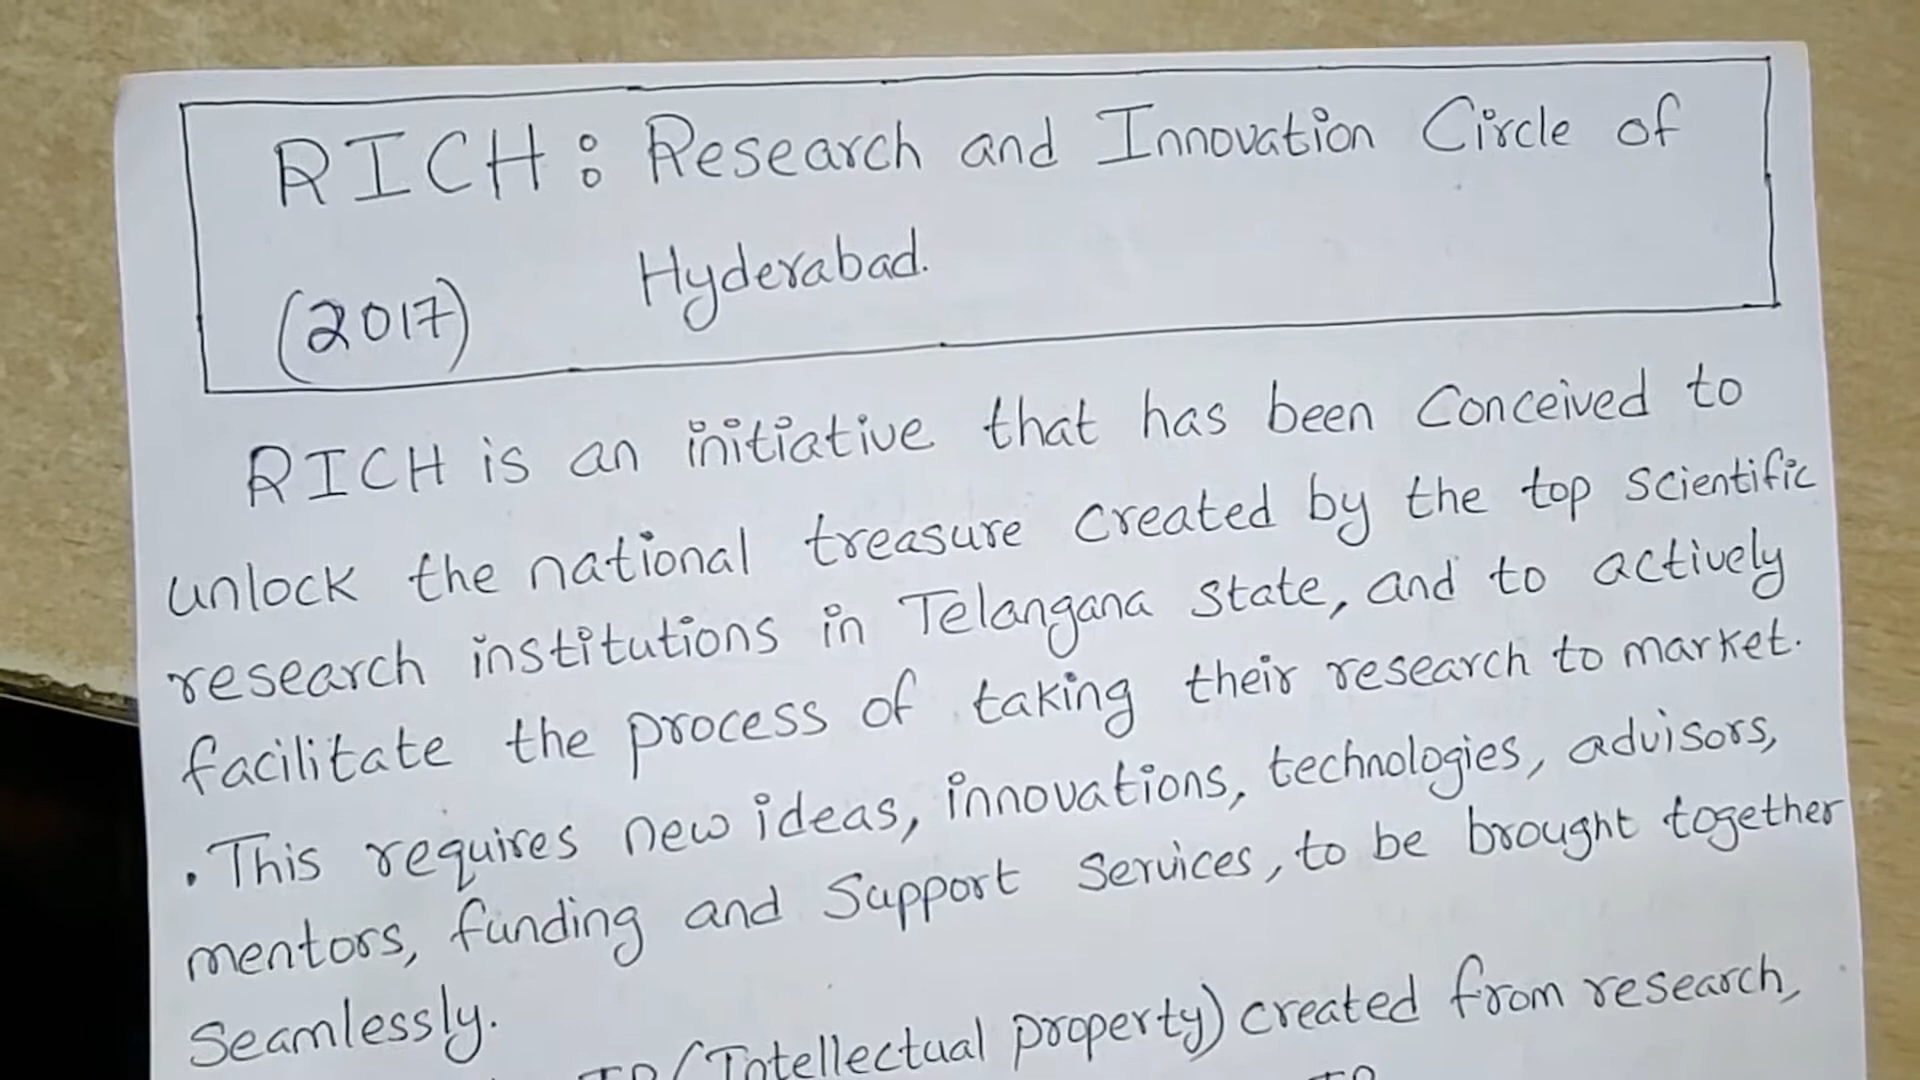 RICH: Research and Innovation Circle of
(2017) Hyderabad.
RICH is an initiative that has been Conceived to
unlock the national treasure created by the top scientific
research institutions in Telangana State, and to actively
facilitate the process of taking their research to market.
. This requires new ideas, innovations, technologies, advisors,
mentors, funding and Support Services, to be brought together
Seamlessly.
IP (Intellectual property) created from research,